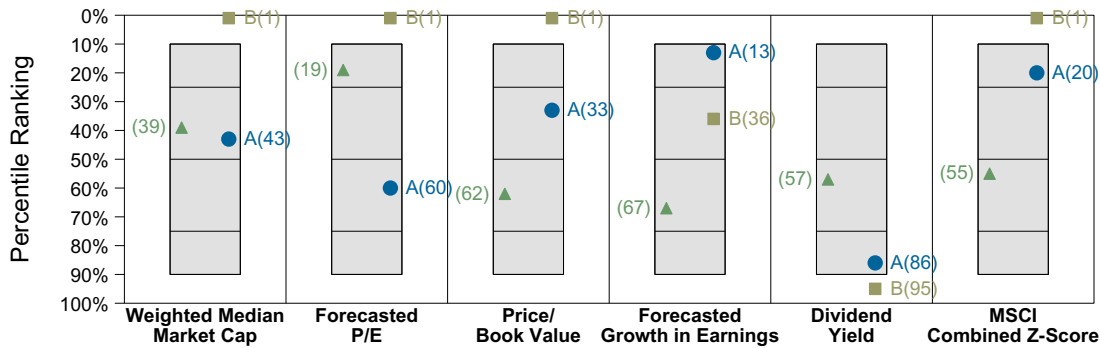 Percentile Ranking
0%
10%
20%
30%
40%
50%
60%
70%
80%
90%
100%
B(1)
(39)
A(43)
Weighted Median
Market Cap
B(1)
(19)
A(60)
Forecasted
P/E
B(1)
A(33)
(62)
Price/
Book Value
A(13)
B(36)
(67)
Forecasted
Growth in Earnings
(57)
A(86)
B(95)
Dividend
Yield
B(1)
A(20)
(55)
MSCI
Combined Z-Score